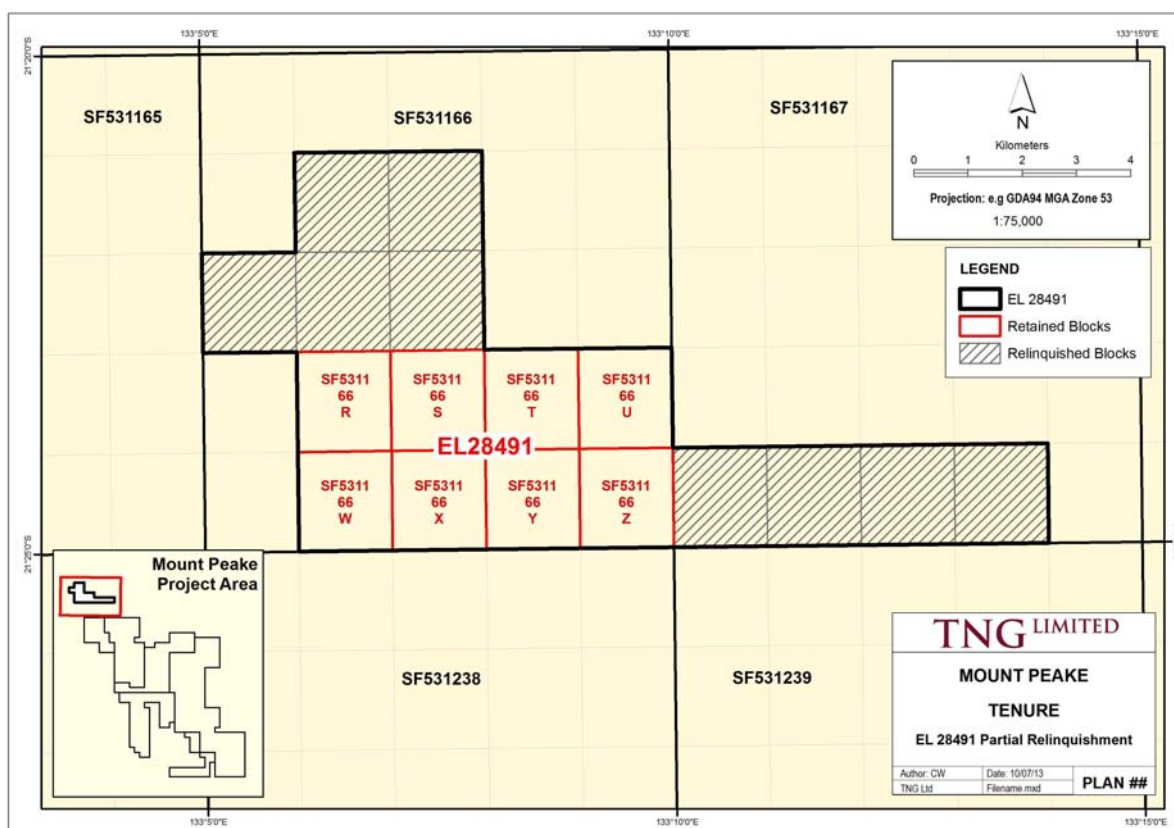 133°5'0"E
133°10'0"E
133°15'0"E
21°20'0"S
SF531165
SF531166
SF531167
N
Kilometers
0 1 2 3 4
Projection: e.g GDA94 MGA Zone 53
1:75,000
LEGEND
EL 28491
Retained Blocks
Relinquished Blocks
SF5311
66
R
SF5311
66
S
SF5311
66
T
SF5311
66
U
EL28491
SF5311
66
W
SF5311
66
X
SF5311
66
Y
SF5311
66
Z
21°25'0"S
Mount Peake
Project Area
SF531238
SF531239
TNG LIMITED
MOUNT PEAKE
TENURE
EL 28491 Partial Relinquishment
Author: CW
Date: 10/07/13
TNG Ltd
Filename.mxd
PLAN ##
133°5'0"E
133°10'0"E
133°15'0"E